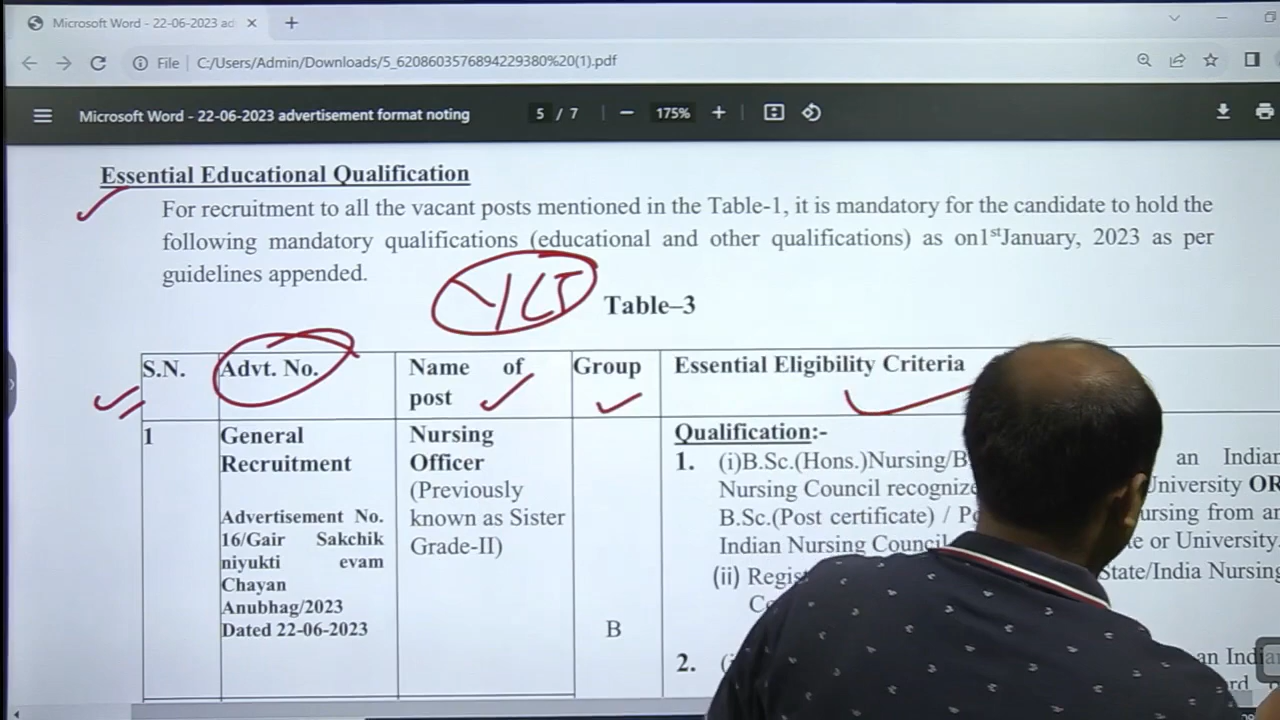 Microsoft Word - 22-06-2023 ad
File
C:/Users/Admin/Downloads/5_6208603576894229380%20(1).pdf
Microsoft Word - 22-06-2023 advertisement format noting
5 / 7
175%
Essential Educational Qualification
For recruitment to all the vacant posts mentioned in the Table-1, it is mandatory for the candidate to hold the
following mandatory qualifications (educational and other qualifications) as on1stJanuary, 2023 as per
guidelines appended.
Table–3
S.N.
Advt. No.
Name of
post
Group
Essential Eligibility Criteria
1
General
Recruitment
Advertisement No.
16/Gair Sakchik
niyukti evam
Chayan
Anubhag/2023
Dated 22-06-2023
Nursing
Officer
(Previously
known as Sister
Grade-II)
B
Qualification:-
1. (i)B.Sc.(Hons.)Nursing/B an Indian
Nursing Council University OR
B.Sc.(Post certificate) / from an
Indian Nursing Council or University.
(ii) State/India Nursing
2. an